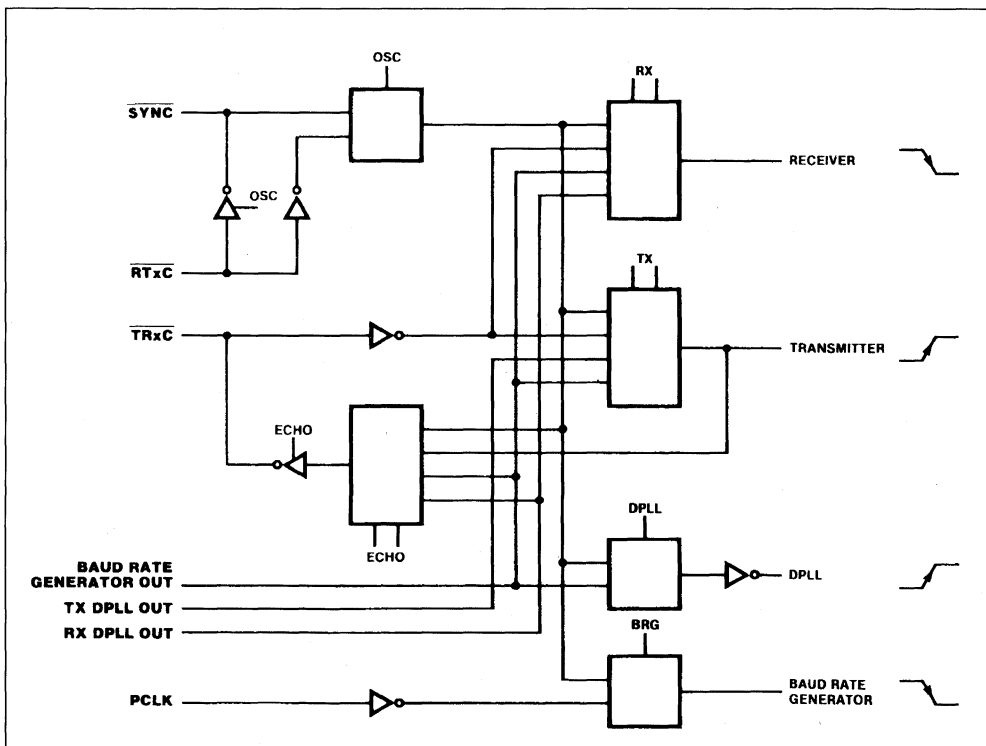 OSC
RX
SYNC
OSC
RECEIVER
RTxC
TX
TRxC
TRANSMITTER
ECHO
DPLL
ECHO
BAUD RATE
GENERATOR OUT
DPLL
TX DPLL OUT
RX DPLL OUT
BRG
PCLK
BAUD RATE
GENERATOR